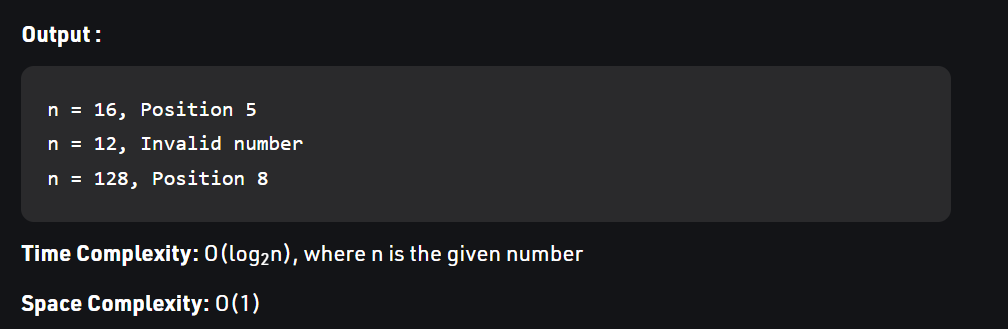 Output :
n = 16, Position 5
n = 12, Invalid number
n = 128, Position 8
Time Complexity: O(log₂n), where n is the given number
Space Complexity: O(1)